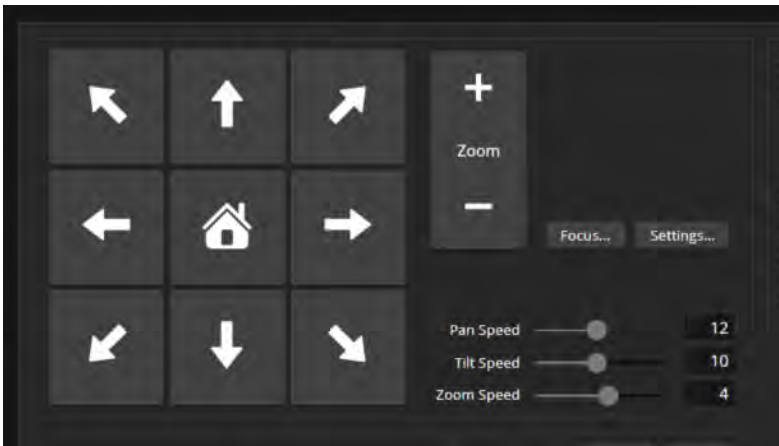 +
Zoom
−
Focus... Settings...
Pan Speed 12
Tilt Speed 10
Zoom Speed 4